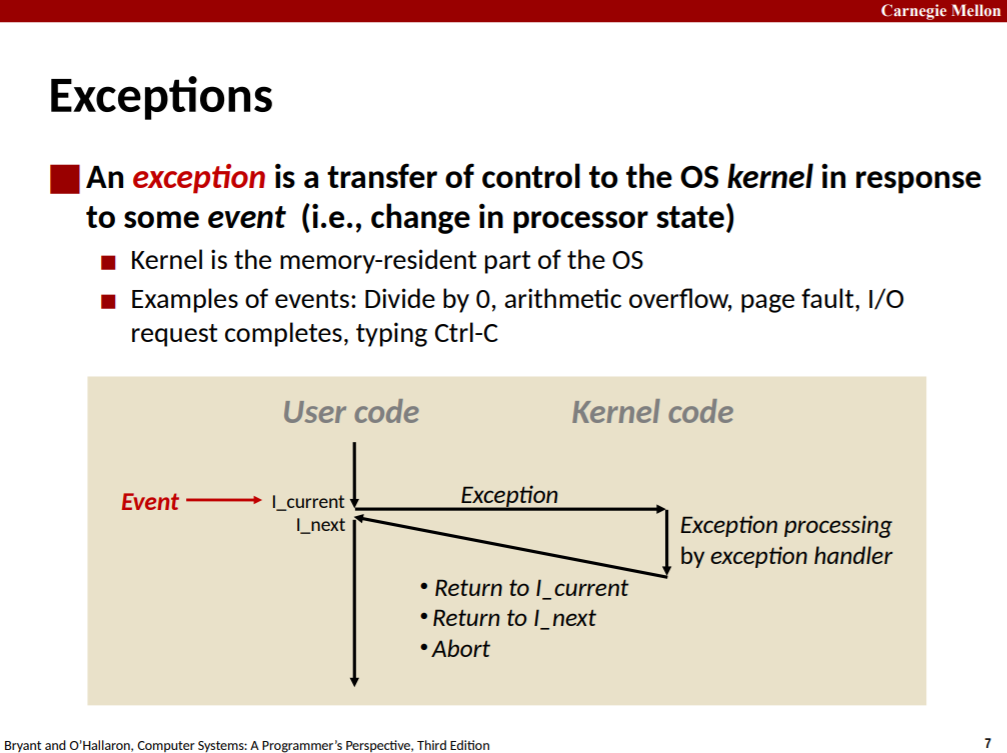 Carnegie Mellon
Exceptions
An exception is a transfer of control to the OS kernel in response
to some event (i.e., change in processor state)
Kernel is the memory-resident part of the OS
Examples of events: Divide by 0, arithmetic overflow, page fault, I/O
request completes, typing Ctrl-C
User code
Kernel code
Event
I_current
I_next
Exception
Exception processing
by exception handler
• Return to I_current
• Return to I_next
• Abort
Bryant and O'Hallaron, Computer Systems: A Programmer's Perspective, Third Edition
7